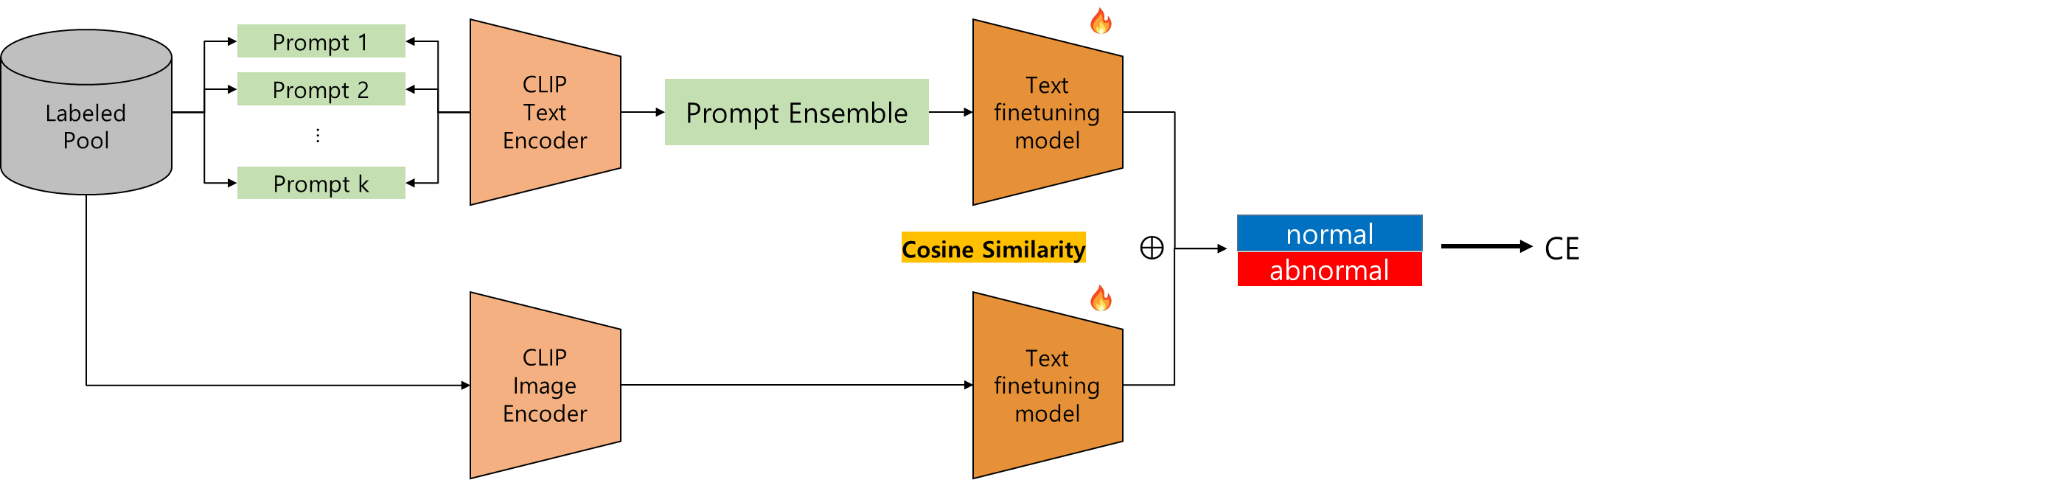 Labeled
Pool
Prompt 1
Prompt 2
⋮
Prompt k
CLIP
Text
Encoder
Prompt Ensemble
Text
finetuning
model
Cosine Similarity
normal
abnormal
CE
CLIP
Image
Encoder
Text
finetuning
model